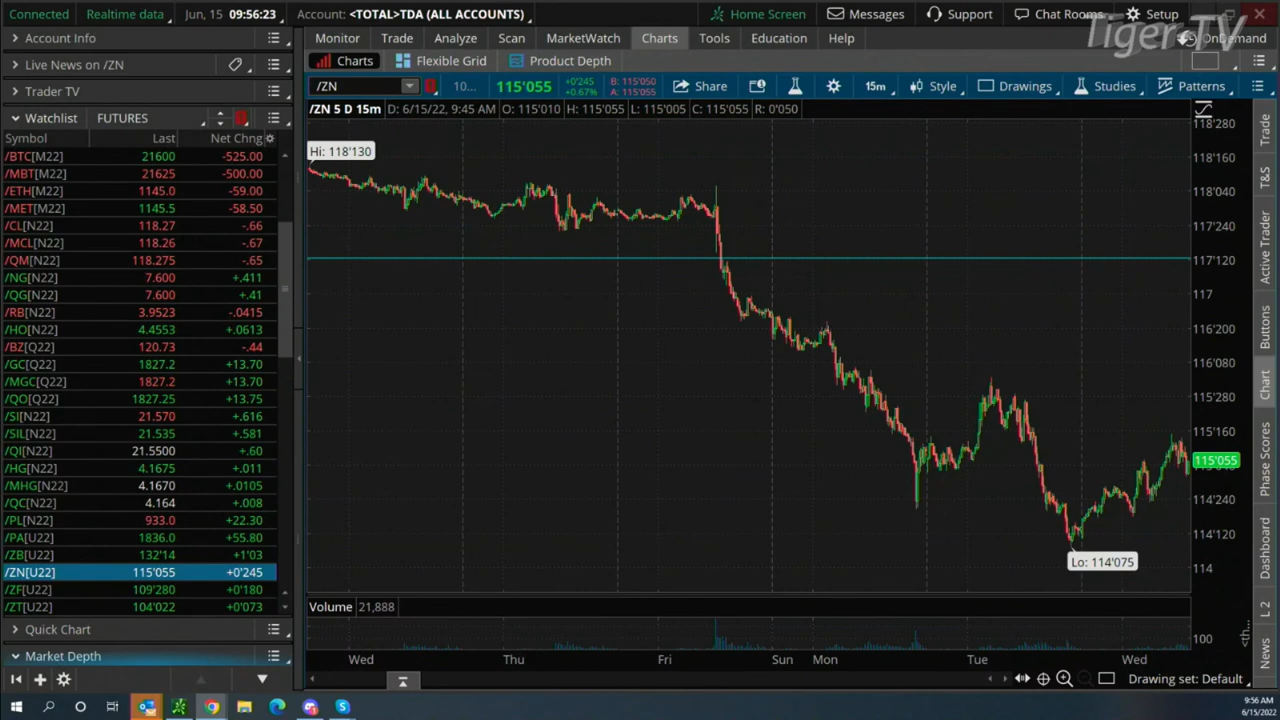 Connected Realtime data Jun, 15 09:56:23 Account: <TOTAL>TDA (ALL ACCOUNTS) Home Screen Messages Support Chat Rooms Setup OnDemand
Tiger TV
Account Info
Monitor Trade Analyze Scan MarketWatch Charts Tools Education Help
Live News on /ZN
Charts Flexible Grid Product Depth
Trader TV
/ZN 10... 115'055 +0'245 +0.67% B: 115'050 A: 115'055 Share 15m Style Drawings Studies Patterns
Watchlist FUTURES
/ZN 5 D 15m D: 6/15/22, 9:45 AM O: 115'010 H: 115'055 L: 115'005 C: 115'055 R: 0'050
Symbol Last Net Chng
/BTC[M22] 21600 -525.00
/MBT[M22] 21625 -500.00
/ETH[M22] 1145.0 -59.00
/MET[M22] 1145.5 -58.50
/CL[N22] 118.27 -.66
/MCL[N22] 118.26 -.67
/QM[N22] 118.275 -.65
/NG[N22] 7.600 +.411
/QG[N22] 7.600 +.41
/RB[N22] 3.9523 -.0415
/HO[N22] 4.4553 +.0613
/BZ[Q22] 120.73 -.44
/GC[Q22] 1827.2 +13.70
/MGC[Q22] 1827.2 +13.70
/QO[Q22] 1827.25 +13.75
/SI[N22] 21.570 +.616
/SIL[N22] 21.535 +.581
/QI[N22] 21.5500 +.60
/HG[N22] 4.1675 +.011
/MHG[N22] 4.1670 +.0105
/QC[N22] 4.164 +.008
/PL[N22] 933.0 +22.30
/PA[U22] 1836.0 +55.80
/ZB[U22] 132'14 +1'03
/ZN[U22] 115'055 +0'245
/ZF[U22] 109'280 +0'180
/ZT[U22] 104'022 +0'073
Quick Chart
Market Depth
Hi: 118'130
Lo: 114'075
118'280
118'160
118'040
117'240
117'120
117
116'200
116'080
115'280
115'160
115'055
114'240
114'120
114
Volume 21,888
100
Wed Thu Fri Sun Mon Tue Wed
Drawing set: Default
Trade
T&S
Active Trader
Buttons
Chart
Phase Scores
Dashboard
L 2
News
<th...
9:56 AM
6/15/2022